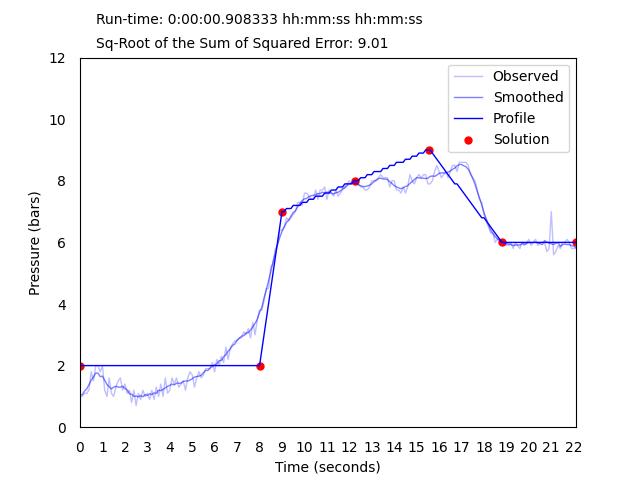 Run-time: 0:00:00.908333 hh:mm:ss hh:mm:ss
Sq-Root of the Sum of Squared Error: 9.01
Observed
Smoothed
Profile
Solution
12
10
8
6
4
2
0
Pressure (bars)
0 1 2 3 4 5 6 7 8 9 10 11 12 13 14 15 16 17 18 19 20 21 22
Time (seconds)